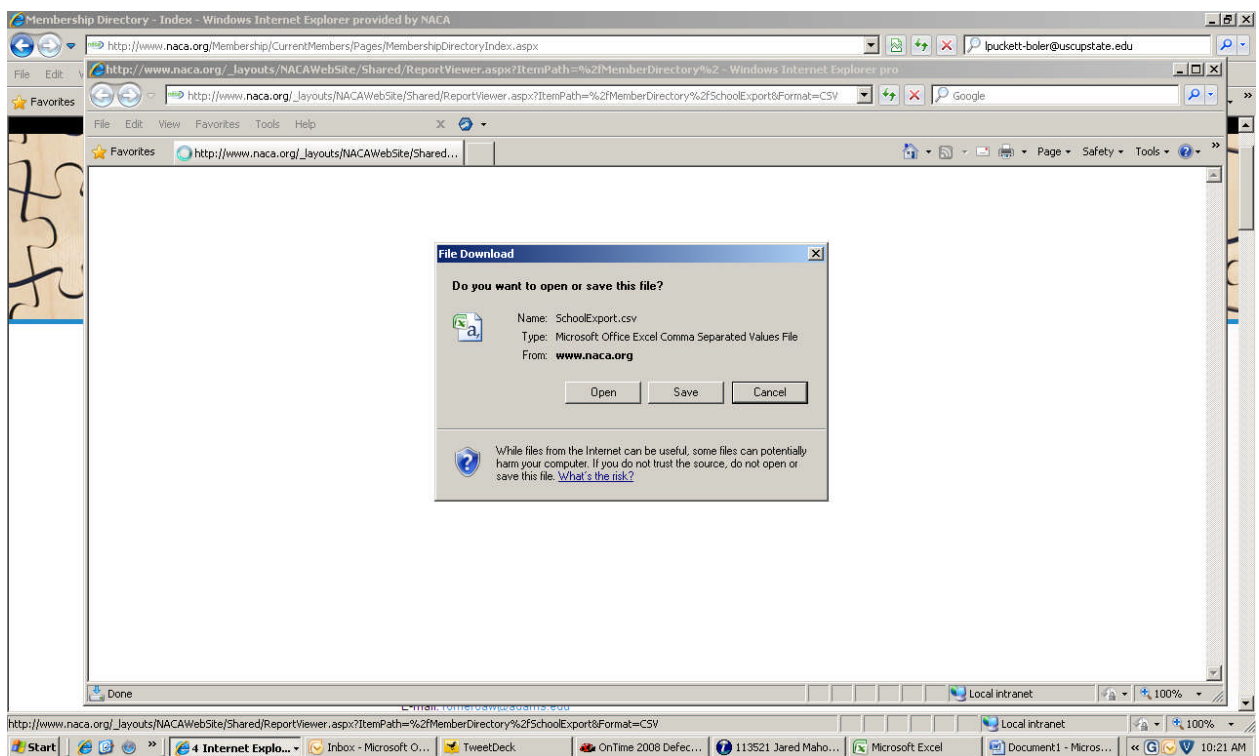 Membership Directory - Index - Windows Internet Explorer provided by NACA
http://www.naca.org/Membership/CurrentMembers/Pages/MembershipDirectoryIndex.aspx
lpuckett-boler@uscupstate.edu
File Edit
http://www.naca.org/_layouts/NACAWebSite/Shared/ReportViewer.aspx?ItemPath=%2fMemberDirectory%2 - Windows Internet Explorer pro
Favorites
http://www.naca.org/_layouts/NACAWebSite/Shared/ReportViewer.aspx?ItemPath=%2fMemberDirectory%2fSchoolExport&Format=CSV
Google
File Edit View Favorites Tools Help
Favorites
http://www.naca.org/_layouts/NACAWebSite/Shared...
Page Safety Tools
File Download
Do you want to open or save this file?
Name: SchoolExport.csv
Type: Microsoft Office Excel Comma Separated Values File
From: www.naca.org
Open Save Cancel
While files from the Internet can be useful, some files can potentially
harm your computer. If you do not trust the source, do not open or
save this file. What's the risk?
Done
Local intranet
100%
http://www.naca.org/_layouts/NACAWebSite/Shared/ReportViewer.aspx?ItemPath=%2fMemberDirectory%2fSchoolExport&Format=CSV
Local intranet
100%
Start
4 Internet Explo...
Inbox - Microsoft O...
TweetDeck
OnTime 2008 Defec...
113521 Jared Maho...
Microsoft Excel
Document1 - Micros...
10:21 AM